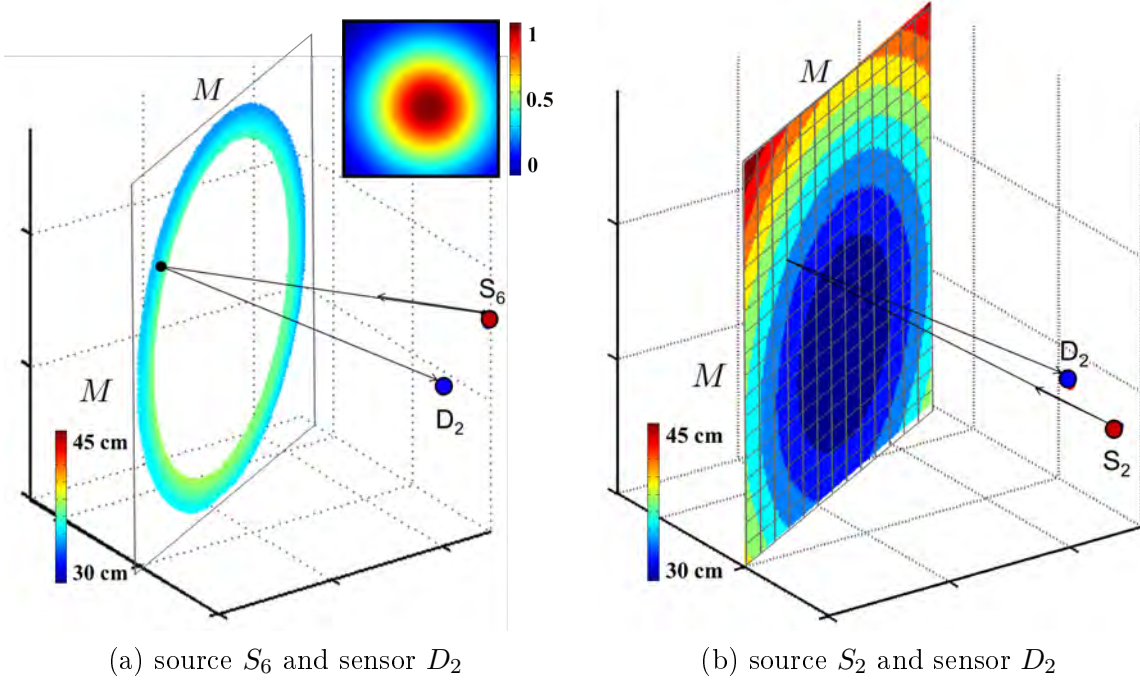 M
1
0.5
0
S6
D2
M
45 cm
30 cm
(a) source S6 and sensor D2
M
D2
M
S2
45 cm
30 cm
(b) source S2 and sensor D2